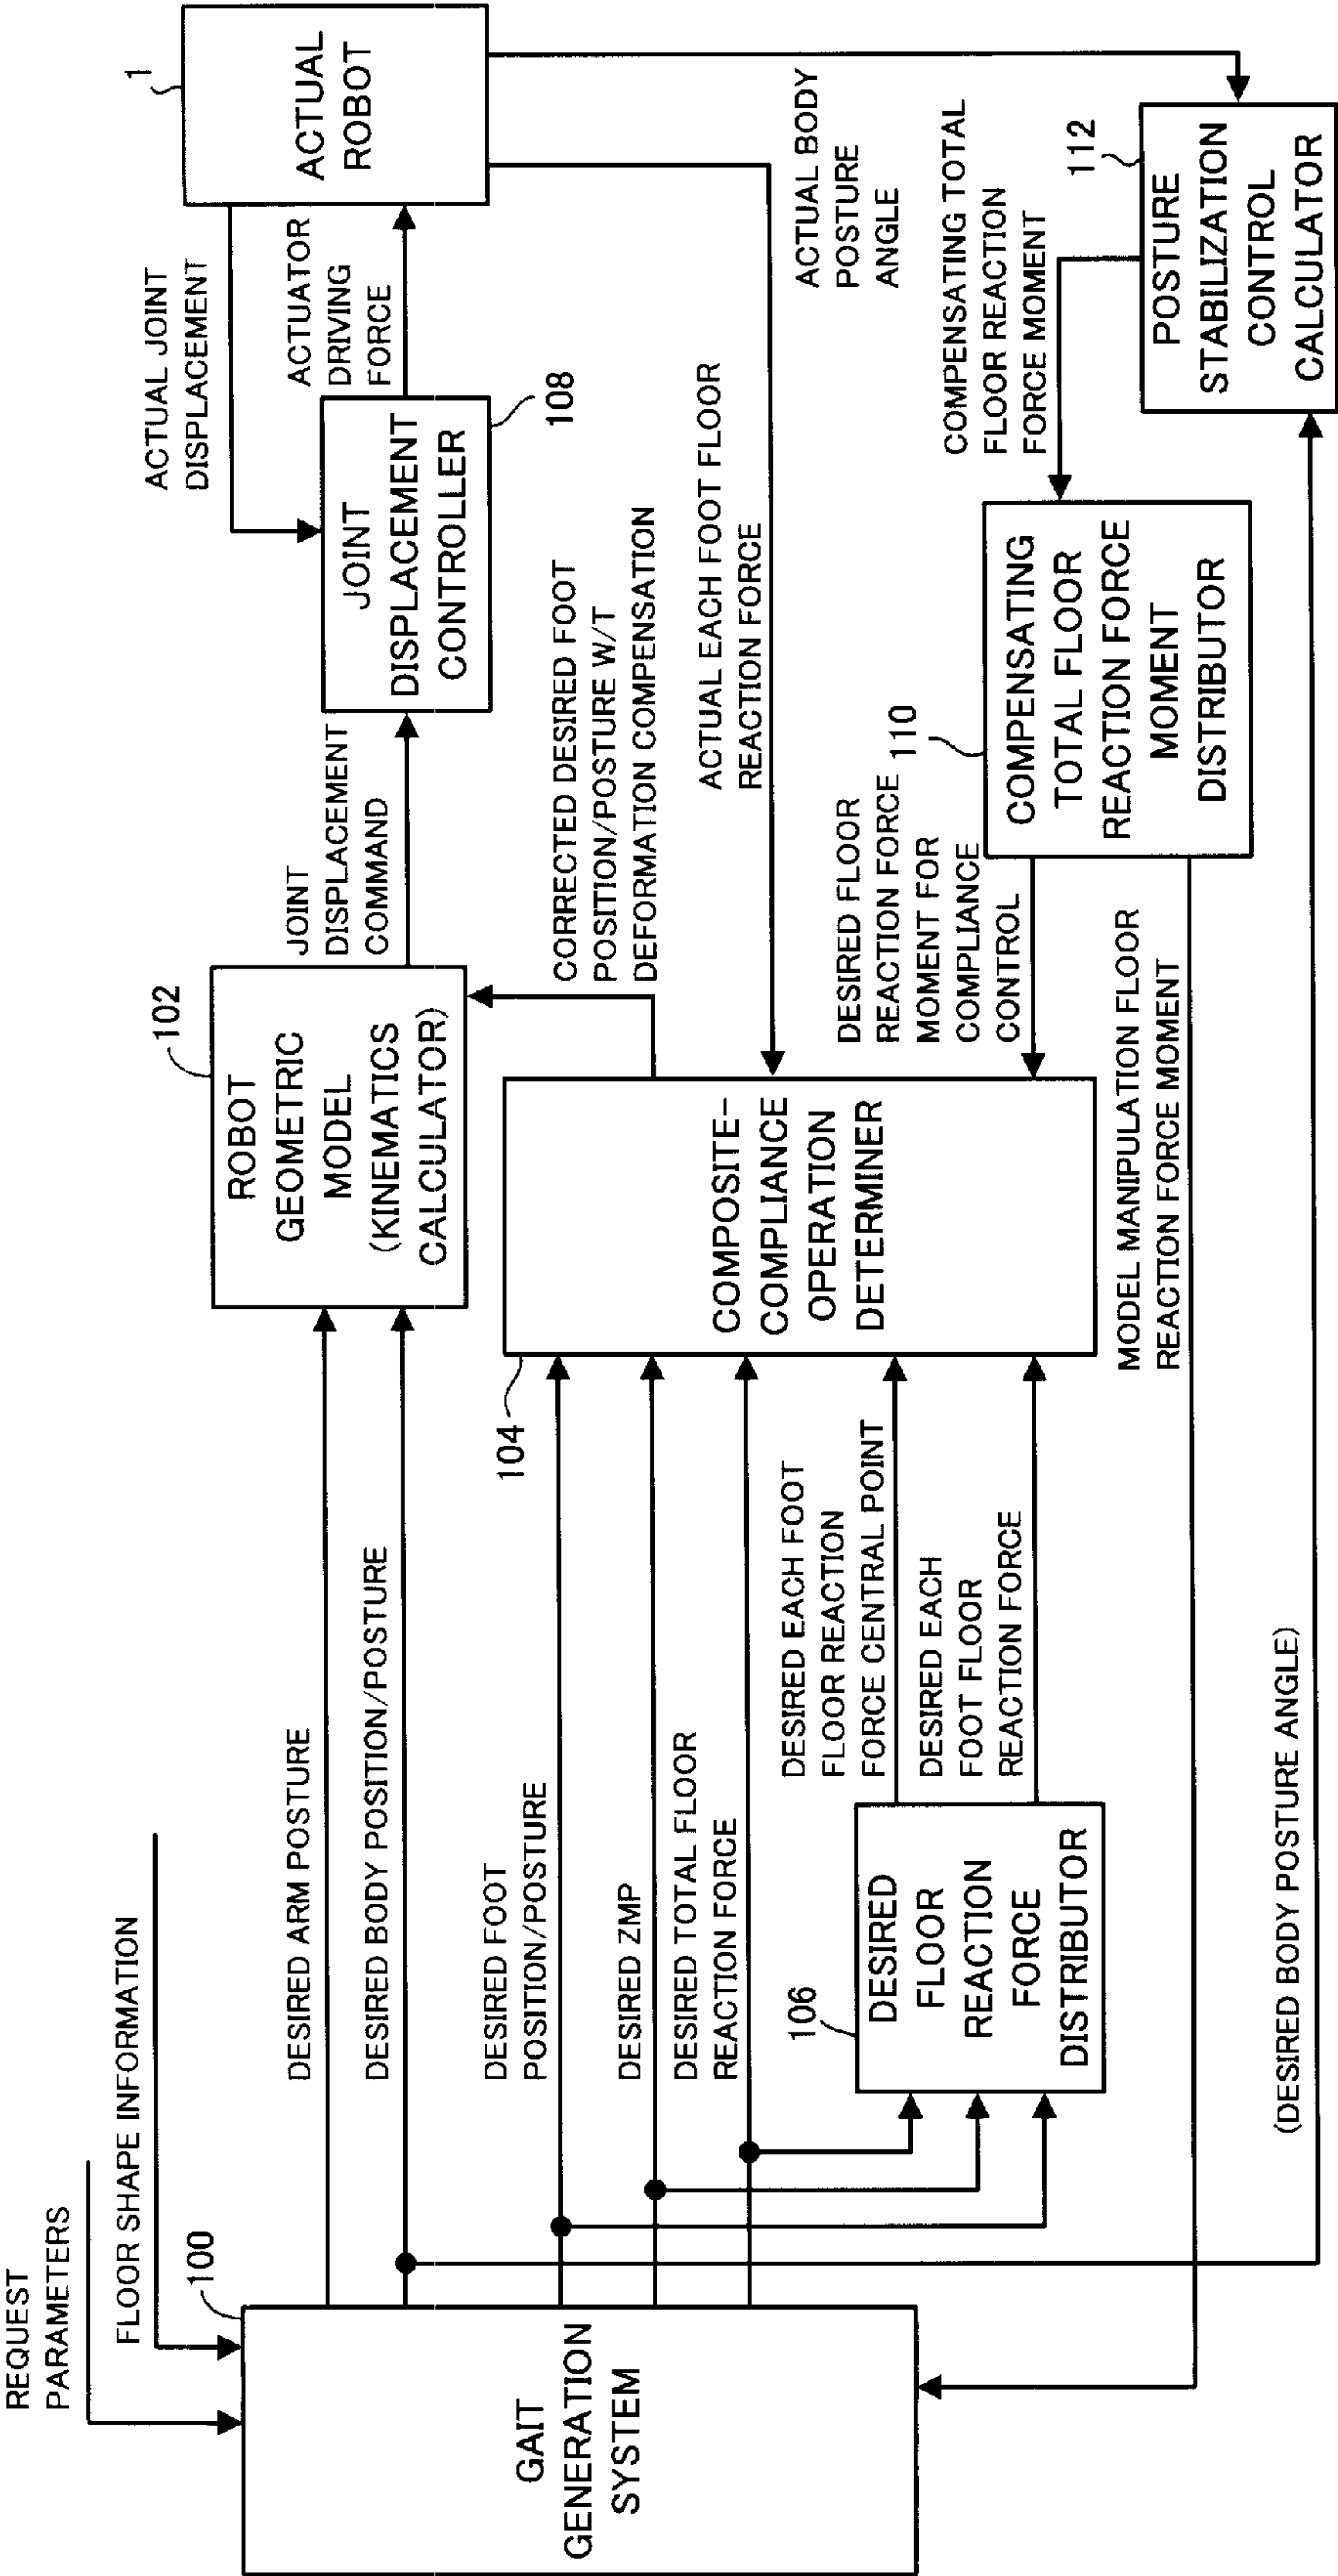 REQUEST
PARAMETERS
FLOOR SHAPE INFORMATION
100
GAIT
GENERATION
SYSTEM
DESIRED ARM POSTURE
DESIRED BODY POSITION/POSTURE
DESIRED FOOT
POSITION/POSTURE
DESIRED ZMP
DESIRED TOTAL FLOOR
REACTION FORCE
106
DESIRED
FLOOR
REACTION
FORCE
DISTRIBUTOR
DESIRED EACH FOOT
FLOOR REACTION
FORCE CENTRAL POINT
DESIRED EACH
FOOT FLOOR
REACTION FORCE
(DESIRED BODY POSTURE ANGLE)
102
ROBOT
GEOMETRIC
MODEL
(KINEMATICS
CALCULATOR)
104
COMPOSITE-
COMPLIANCE
OPERATION
DETERMINER
MODEL MANIPULATION FLOOR
REACTION FORCE MOMENT
JOINT
DISPLACEMENT
COMMAND
CORRECTED DESIRED FOOT
POSITION/POSTURE W/T
DEFORMATION COMPENSATION
ACTUAL EACH FOOT FLOOR
REACTION FORCE
DESIRED FLOOR
REACTION FORCE
MOMENT FOR
COMPLIANCE
CONTROL
110
COMPENSATING
TOTAL FLOOR
REACTION FORCE
MOMENT
DISTRIBUTOR
JOINT
DISPLACEMENT
CONTROLLER
108
ACTUAL JOINT
DISPLACEMENT
ACTUATOR
DRIVING
FORCE
1
ACTUAL
ROBOT
ACTUAL BODY
POSTURE
ANGLE
COMPENSATING TOTAL
FLOOR REACTION
FORCE MOMENT
112
POSTURE
STABILIZATION
CONTROL
CALCULATOR